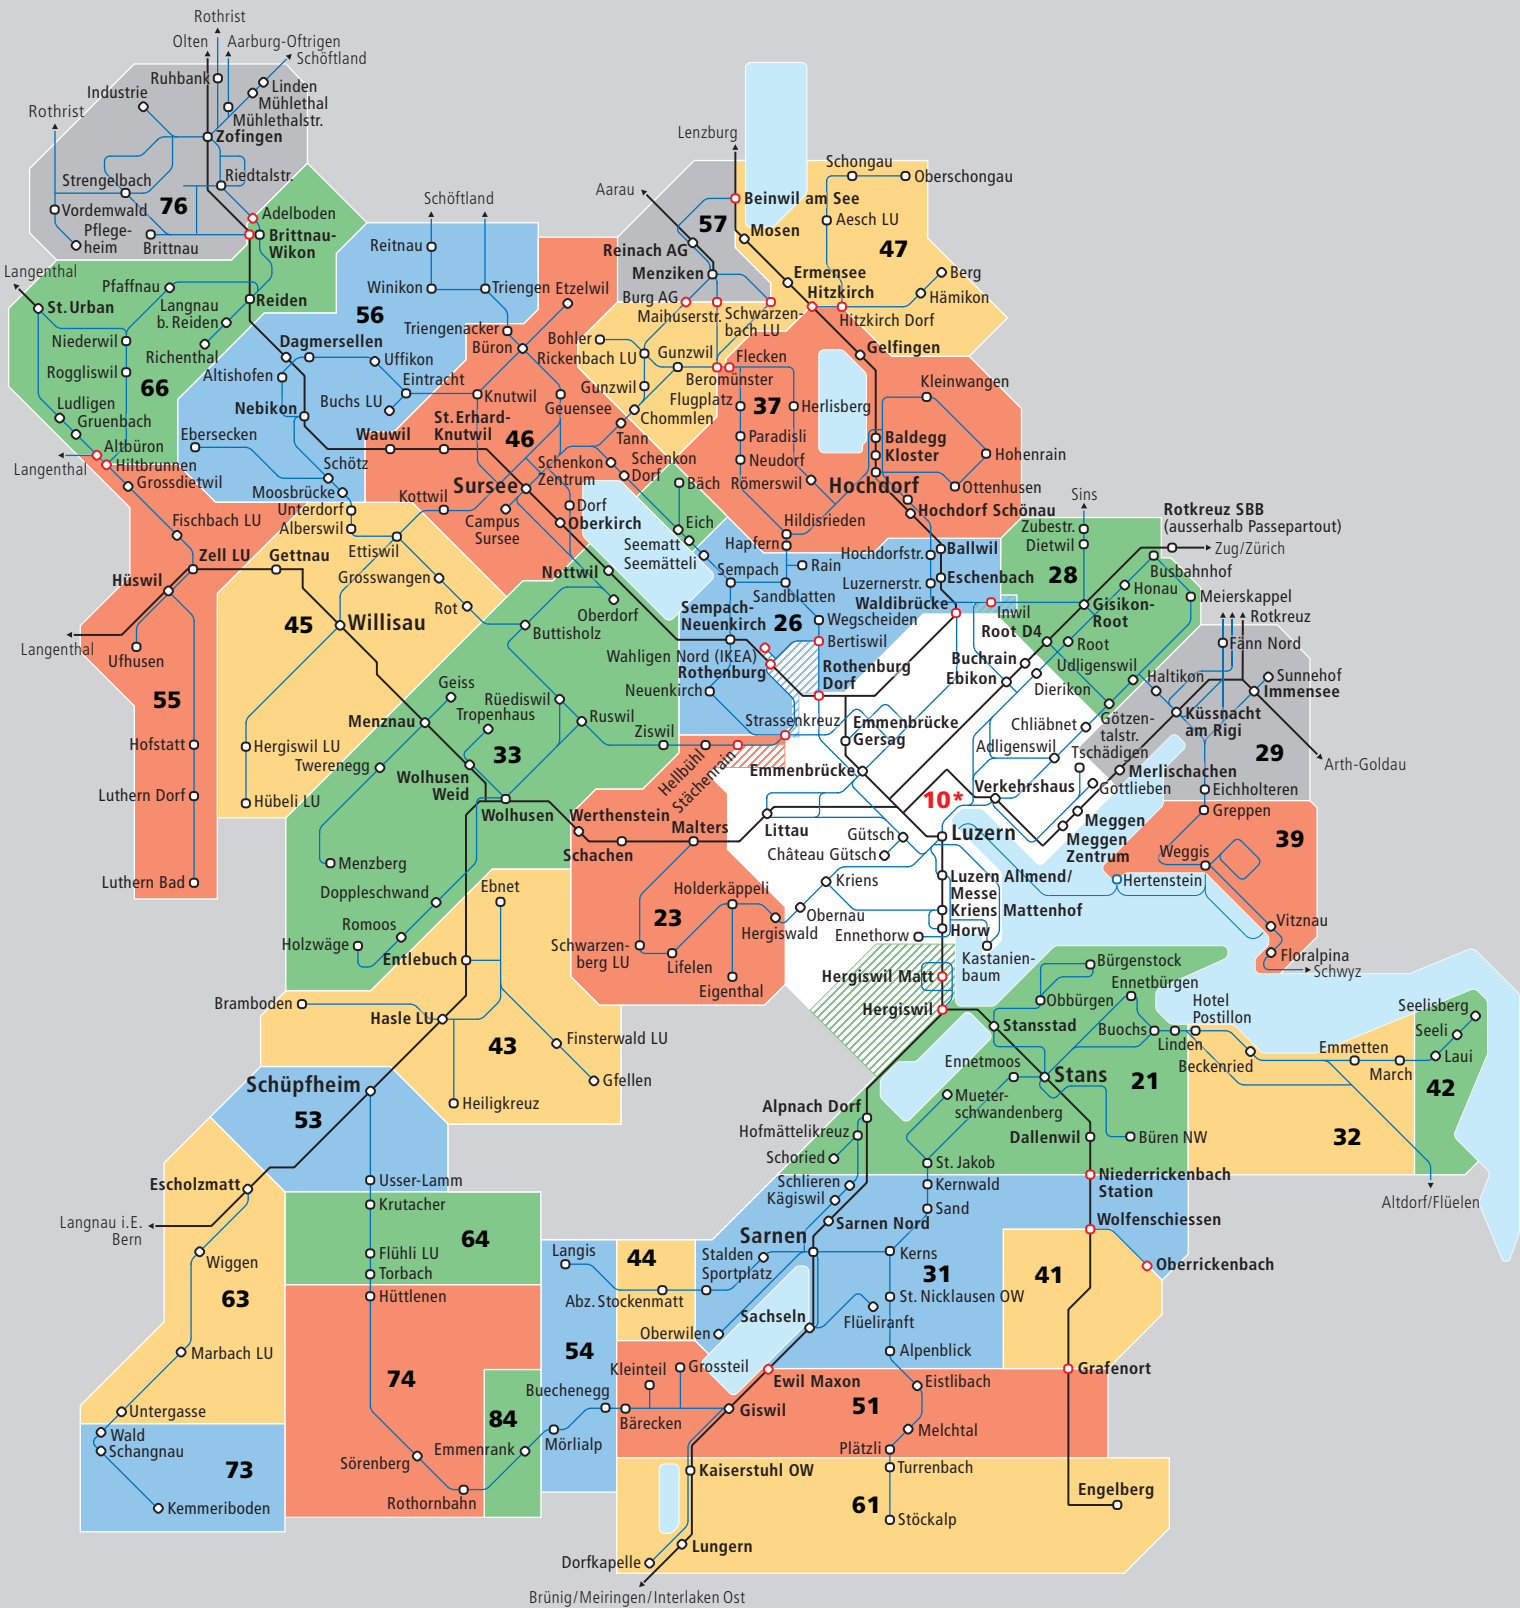 Rothrist
Olten
Aarburg-Oftrigen
Schöftland
Ruhbank
Linden
Industrie
Mühlethal
Mühlethalstr.
Rothrist
Zofingen
Riedtalstr.
Strengelbach
76
Vordemwald
Pflege-
heim
Brittnau
Adelboden
Brittnau-
Wikon
Langenthal
St.Urban
Pfaffnau
Langnau
b. Reiden
Reiden
Niederwil
Richenthal
Roggliswil
66
Ludligen
Gruenbach
Altbüron
Langenthal
Hiltbrunnen
Grossdietwil
Fischbach LU
Zell LU
Gettnau
Hüswil
Langenthal
Ufhusen
55
Hofstatt
Luthern Dorf
Luthern Bad
Schöftland
Reitnau
Winikon
Triengen
Etzelwil
56
Triengenacker
Büron
Dagmersellen
Uffikon
Altishofen
Eintracht
Buchs LU
Nebikon
Knutwil
Geuensee
Ebersecken
Wauwil
St. Erhard-
Knutwil
46
Schötz
Moosbrücke
Unterdorf
Alberswil
Ettiswil
Kottwil
Sursee
Campus
Sursee
Schenkon
Zentrum
Schenkon
Dorf
Tann
Dorf
Oberkirch
Grosswangen
Rot
Nottwil
Oberdorf
Buttisholz
45
Willisau
Hergiswil LU
Hübeli LU
Geiss
Rüediswil
Tropenhaus
Menznau
Ruswil
Ziswil
33
Twerenegg
Wolhusen
Weid
Wolhusen
Menzberg
Doppleschwand
Romoos
Holzwäge
Lenzburg
Aarau
Beinwil am See
57
Mosen
Reinach AG
Menziken
Burg AG
Maihuserstr.
Schwarzen-
bach LU
Schongau
Oberschongau
Aesch LU
47
Ermensee
Berg
Hitzkirch
Hämikon
Hitzkirch Dorf
Bohler
Rickenbach LU
Gunzwil
Flecken
Beromünster
Gunzwil
Chommlen
Flugplatz
37
Herlisberg
Paradisli
Neudorf
Römerswil
Gelfingen
Kleinwangen
Baldegg
Kloster
Hohenrain
Hochdorf
Ottenhusen
Hochdorf Schönau
Bäch
Eich
Seematt
Seemätteli
Hildisrieden
Hapfern
Rain
Sempach
Sandblatten
Hochdorfstr.
Ballwil
Luzernerstr.
Eschenbach
Waldibrücke
Inwil
Sempach-
Neuenkirch
26
Wegscheiden
Bertiswil
Wahligen Nord (IKEA)
Rothenburg
Rothenburg
Dorf
Neuenkirch
Strassenkreuz
Sins
Zubestr.
Dietwil
28
Rotkreuz SBB
(ausserhalb Passepartout)
Zug/Zürich
Busbahnhof
Honau
Meierskappel
Gisikon-
Root
Rotkreuz
Root D4
Root
Fänn Nord
Buchrain
Udligenswil
Ebikon
Dierikon
Haltikon
Sunnehof
Immensee
Chliäbnet
Götzen-
talstr.
Küssnacht
am Rigi
29
Adligenswil
Tschädigen
Arth-Goldau
Merlischachen
Gottlieben
Eichholteren
Emmenbrücke
Gersag
Emmenbrücke
Verkehrshaus
10*
Greppen
39
Meggen
Meggen
Zentrum
Weggis
Hertenstein
Vitznau
Floralpina
Schwyz
Hellbühl
Stächenrain
Werthenstein
Schachen
Malters
Littau
Gütsch
Luzern
Château Gütsch
Kriens
Luzern Allmend/
Messe
Holderkäppeli
Obernau
Kriens Mattenhof
Hergiswald
Ennethorw
Horw
23
Schwarzen-
berg LU
Lifelen
Eigenthal
Kastanien-
baum
Hergiswil Matt
Hergiswil
Ebnet
Entlebuch
Bramboden
Hasle LU
43
Finsterwald LU
Gfellen
Heiligkreuz
Schüpfheim
53
Escholzmatt
Langnau i.E.
Bern
Usser-Lamm
Krutacher
Flühli LU
64
Torbach
Hüttlenen
Wiggen
63
Marbach LU
Untergasse
Wald
Schangnau
73
Kemmeriboden
74
Sörenberg
Rothornbahn
84
Emmenrank
Bürgenstock
Obbürgen
Ennetbürgen
Stansstad
Buochs
Linden
Hotel
Postillon
Beckenried
Emmetten
March
Seelisberg
Seeli
Laui
42
32
Altdorf/Flüelen
Ennetmoos
Stans
21
Mueter-
schwandenberg
Dallenwil
Büren NW
Alpnach Dorf
Hofmättelikreuz
Schoried
Schlieren
Kägiswil
St. Jakob
Kernwald
Sand
Niederrickenbach
Station
Wolfenschiessen
Oberrickenbach
Sarnen Nord
Sarnen
Langis
44
Stalden
Sportplatz
Kerns
31
41
Abz. Stockenmatt
St. Nicklausen OW
Flüeliranft
Sachseln
Oberwilen
54
Alpenblick
Kleinteil
Grossteil
Ewil Maxon
Eistlibach
Grafenort
Buechenegg
Bärecken
Giswil
51
Mörlialp
Melchtal
Plätzli
Kaiserstuhl OW
Turrenbach
61
Engelberg
Stöckalp
Lungern
Dorfkapelle
Brünig/Meiringen/Interlaken Ost